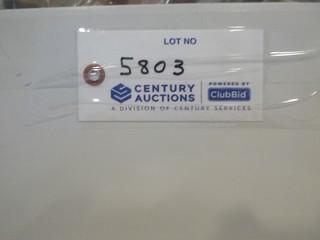 LOT NO
5803
CENTURY AUCTIONS
POWERED BY ClubBid
A DIVISION OF CENTURY SERVICES